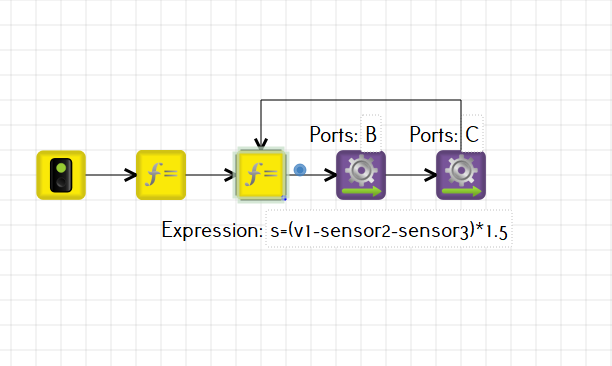 Ports: B Ports: C
f= f=
Expression: s=(v1-sensor2-sensor3)*1.5